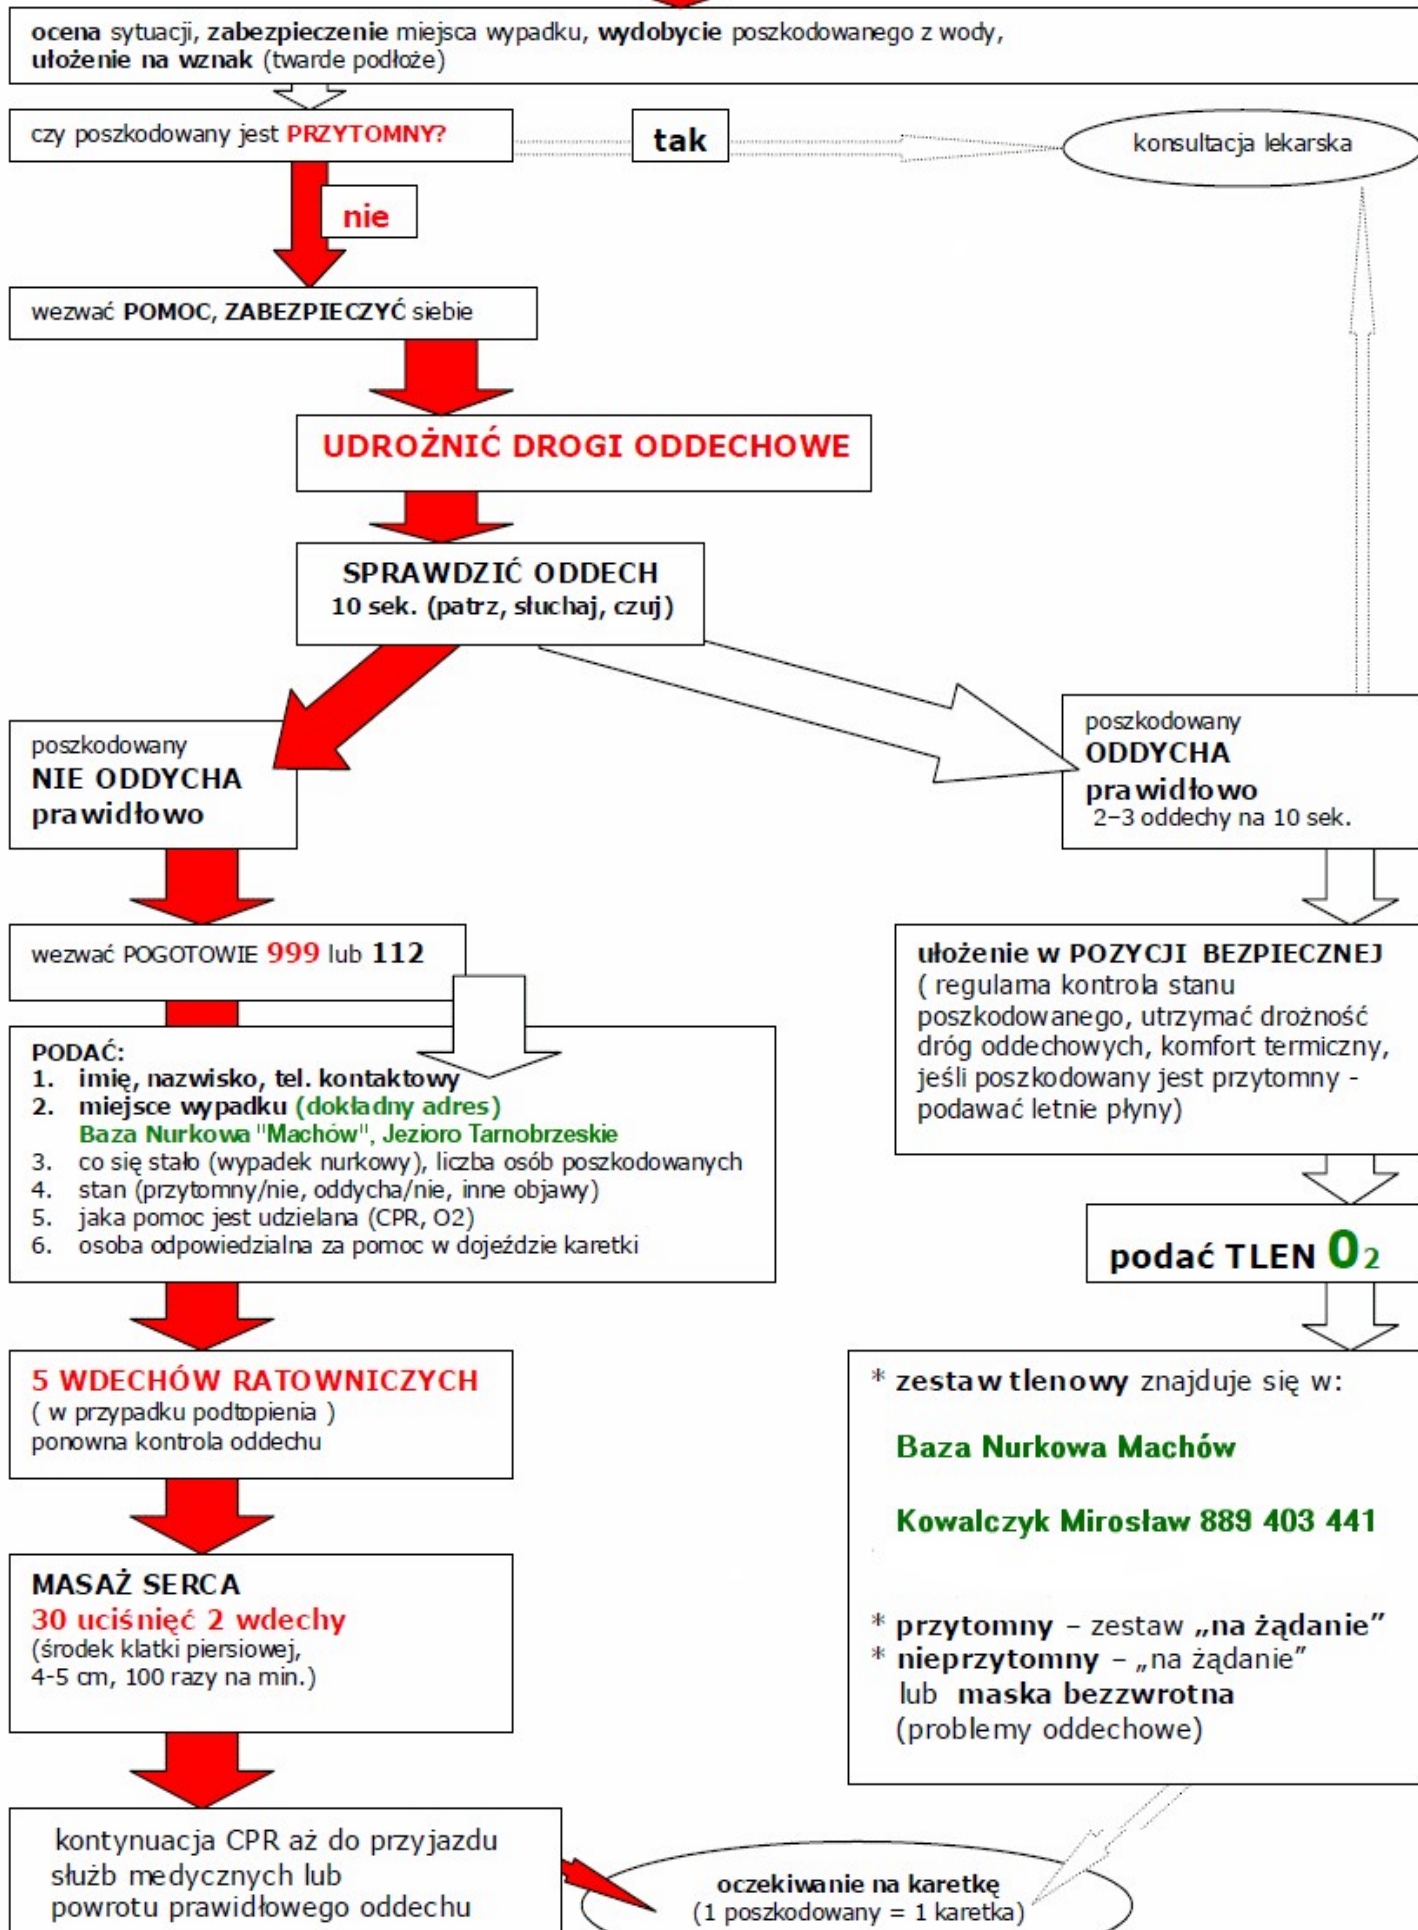 ocena sytuacji, zabezpieczenie miejsca wypadku, wydobycie poszkodowanego z wody,
ułożenie na wznak (twarde podłoże)
czy poszkodowany jest PRZYTOMNY?
tak
konsultacja lekarska
nie
wezwać POMOC, ZABEZPIECZYĆ siebie
UDROŻNIĆ DROGI ODDECHOWE
SPRAWDZIĆ ODDECH
10 sek. (patrz, słuchaj, czuj)
poszkodowany
NIE ODDYCHA
prawidłowo
poszkodowany
ODDYCHA
prawidłowo
2–3 oddechy na 10 sek.
wezwać POGOTOWIE 999 lub 112
PODAĆ:
1. imię, nazwisko, tel. kontaktowy
2. miejsce wypadku (dokładny adres)
Baza Nurkowa "Machów", Jezioro Tarnobrzeskie
3. co się stało (wypadek nurkowy), liczba osób poszkodowanych
4. stan (przytomny/nie, oddycha/nie, inne objawy)
5. jaka pomoc jest udzielana (CPR, O2)
6. osoba odpowiedzialna za pomoc w dojeździe karetki
ułożenie w POZYCJI BEZPIECZNEJ
( regularna kontrola stanu
poszkodowanego, utrzymać drożność
dróg oddechowych, komfort termiczny,
jeśli poszkodowany jest przytomny -
podawać letnie płyny)
podać TLEN O2
5 WDECHÓW RATOWNICZYCH
( w przypadku podtopienia )
ponowna kontrola oddechu
* zestaw tlenowy znajduje się w:
Baza Nurkowa Machów
Kowalczyk Mirosław 889 403 441
* przytomny – zestaw „na żądanie”
* nieprzytomny – „na żądanie”
lub maska bezzwrotna
(problemy oddechowe)
MASAŻ SERCA
30 uciśnięć 2 wdechy
(środek klatki piersiowej,
4-5 cm, 100 razy na min.)
kontynuacja CPR aż do przyjazdu
służb medycznych lub
powrotu prawidłowego oddechu
oczekiwanie na karetkę
(1 poszkodowany = 1 karetka)